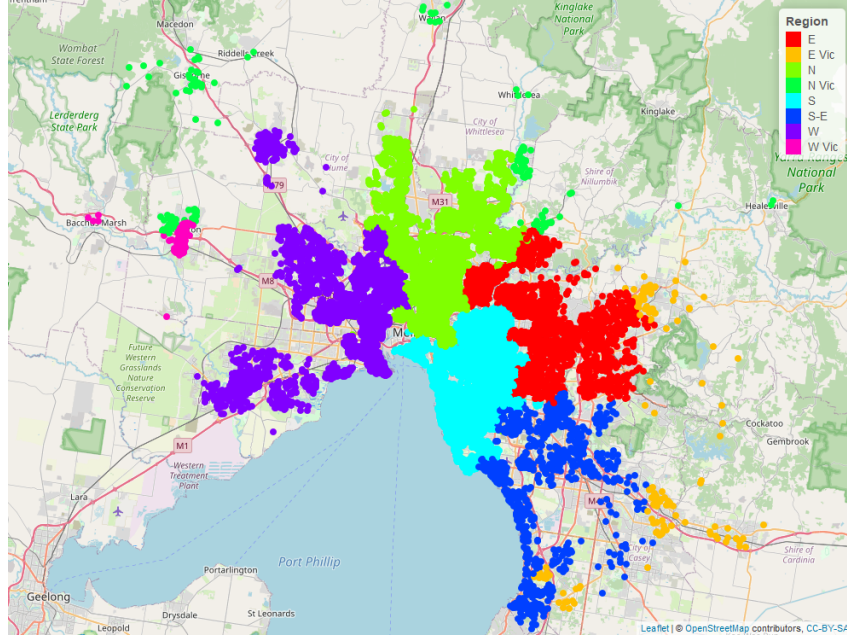 Macedon
Wallan
Kinglake
National
Park
Region
E
E Vic
N
N Vic
S
S-E
W
W Vic
Wombat
State Forest
Riddells Creek
Gisborne
Whittlesea
Kinglake
Lerderderg
State Park
City of
Whittlesea
City of
Hume
Shire of
Nillumbik
National
Park
M79
M31
Healesville
Bacchus Marsh
M8
Future
Western
Grasslands
Nature
Conservation
Reserve
Cockatoo
Gembrook
M1
Western
Treatment
Plant
Lara
City of
Casey
Shire of
Cardinia
Port Phillip
Portarlington
Geelong
Drysdale
St Leonards
Leopold
Leaflet | © OpenStreetMap contributors, CC-BY-SA